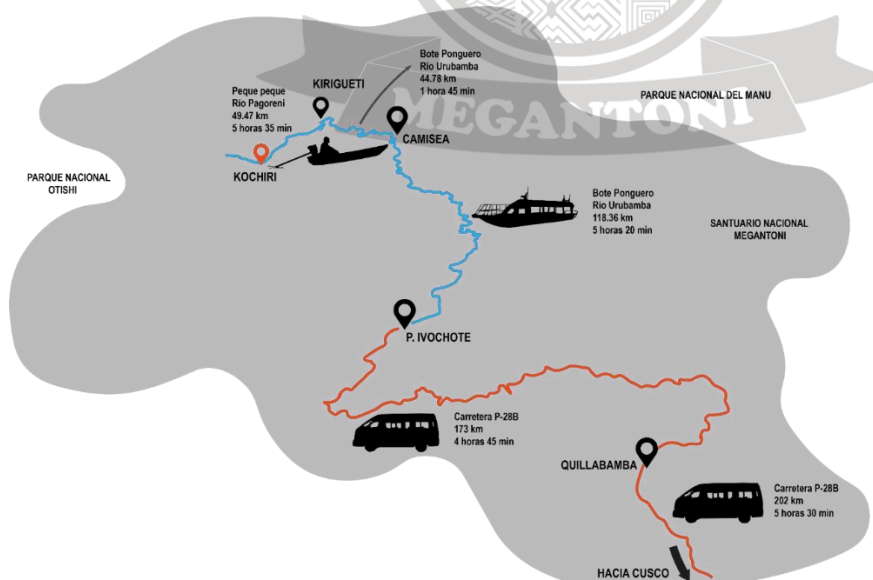 MEGANTONI
Bote Ponguero
Rio Urubamba
44.78 km
1 hora 45 min
KIRIGUETI
Peque peque
Río Pagoreni
49.47 km
5 horas 35 min
PARQUE NACIONAL DEL MANU
CAMISEA
KOCHIRI
PARQUE NACIONAL
OTISHI
Bote Ponguero
Rio Urubamba
118.36 km
5 horas 20 min
SANTUARIO NACIONAL
MEGANTONI
P. IVOCHOTE
Carretera P-28B
173 km
4 horas 45 min
QUILLABAMBA
Carretera P-28B
202 km
5 horas 30 min
HACIA CUSCO